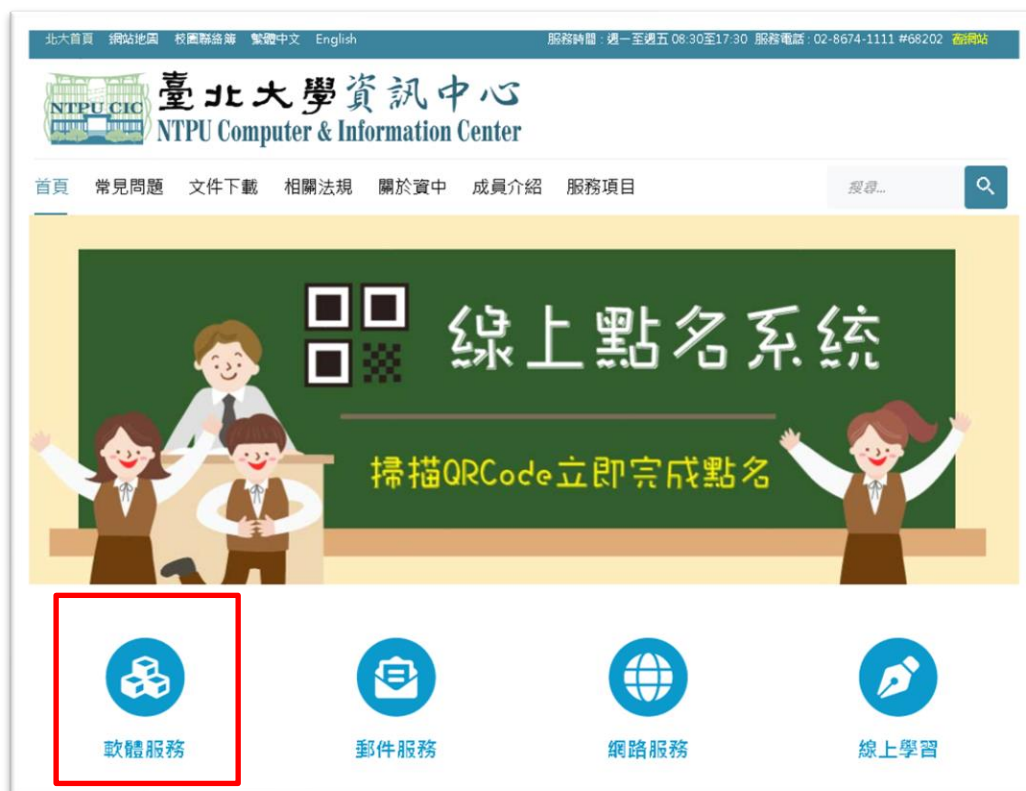 北大首頁 網站地圖 校園聯絡簿 繁體中文 English 服務時間 : 週一至週五 08:30至17:30 服務電話 : 02-8674-1111 #68202 舊網站
NTPU CIC
臺北大學資訊中心
NTPU Computer & Information Center
首頁 常見問題 文件下載 相關法規 關於資中 成員介紹 服務項目 搜尋...
線上點名系統
掃描QRCode立即完成點名
軟體服務 郵件服務 網路服務 線上學習